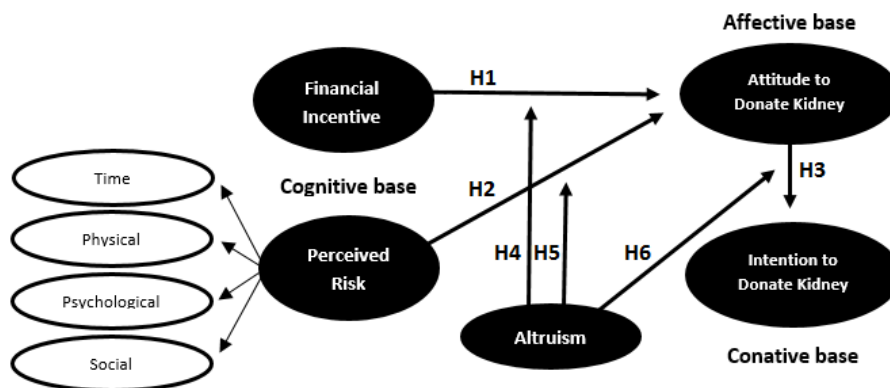 Affective base
H1
Financial
Incentive
Attitude to
Donate Kidney
Time
Cognitive base
H2
H3
Physical
Perceived
Risk
H4
H5
H6
Intention to
Donate Kidney
Psychological
Altruism
Social
Conative base